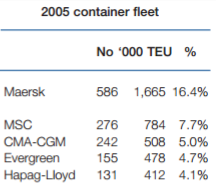 2005 container fleet
No ‘000 TEU %
Maersk 586 1,665 16.4%
MSC 276 784 7.7%
CMA-CGM 242 508 5.0%
Evergreen 155 478 4.7%
Hapag-Lloyd 131 412 4.1%